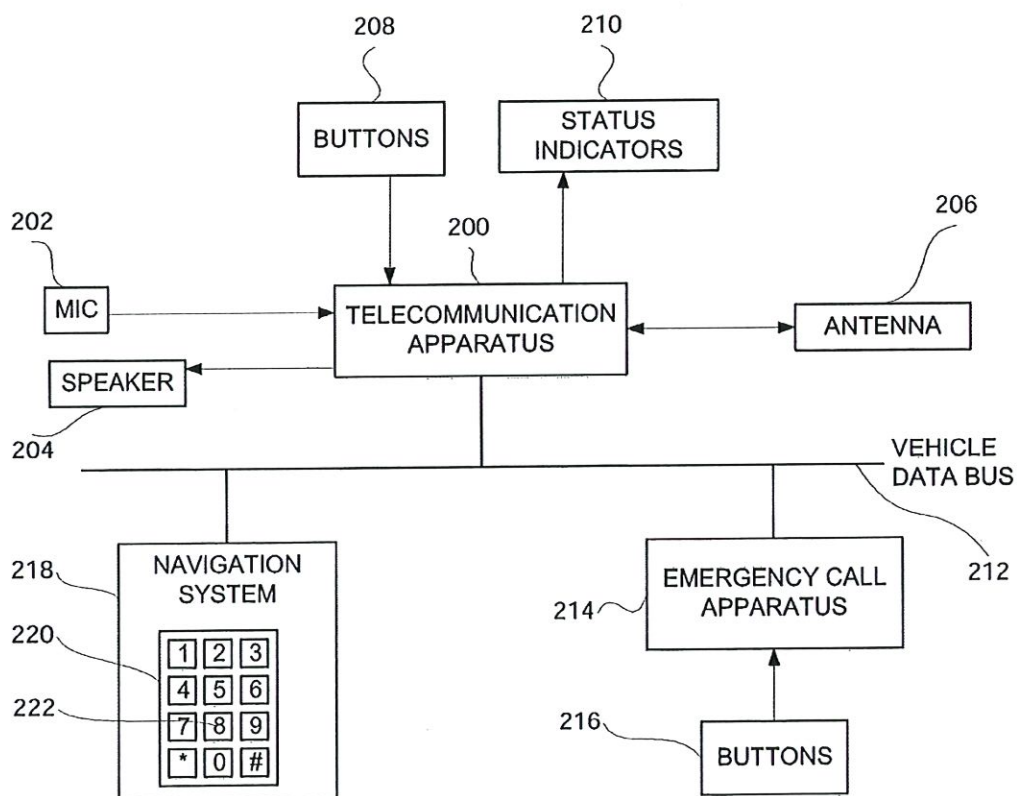 208
210
BUTTONS
STATUS
INDICATORS
202
200
206
MIC
TELECOMMUNICATION
APPARATUS
ANTENNA
SPEAKER
204
VEHICLE
DATA BUS
212
218
NAVIGATION
SYSTEM
220
1 2 3
4 5 6
222
7 8 9
* 0 #
214
EMERGENCY CALL
APPARATUS
216
BUTTONS